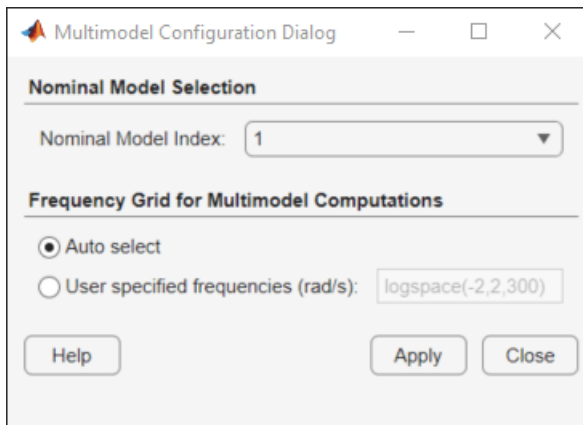 Multimodel Configuration Dialog
Nominal Model Selection
Nominal Model Index: 1
Frequency Grid for Multimodel Computations
Auto select
User specified frequencies (rad/s): logspace(-2,2,300)
Help Apply Close